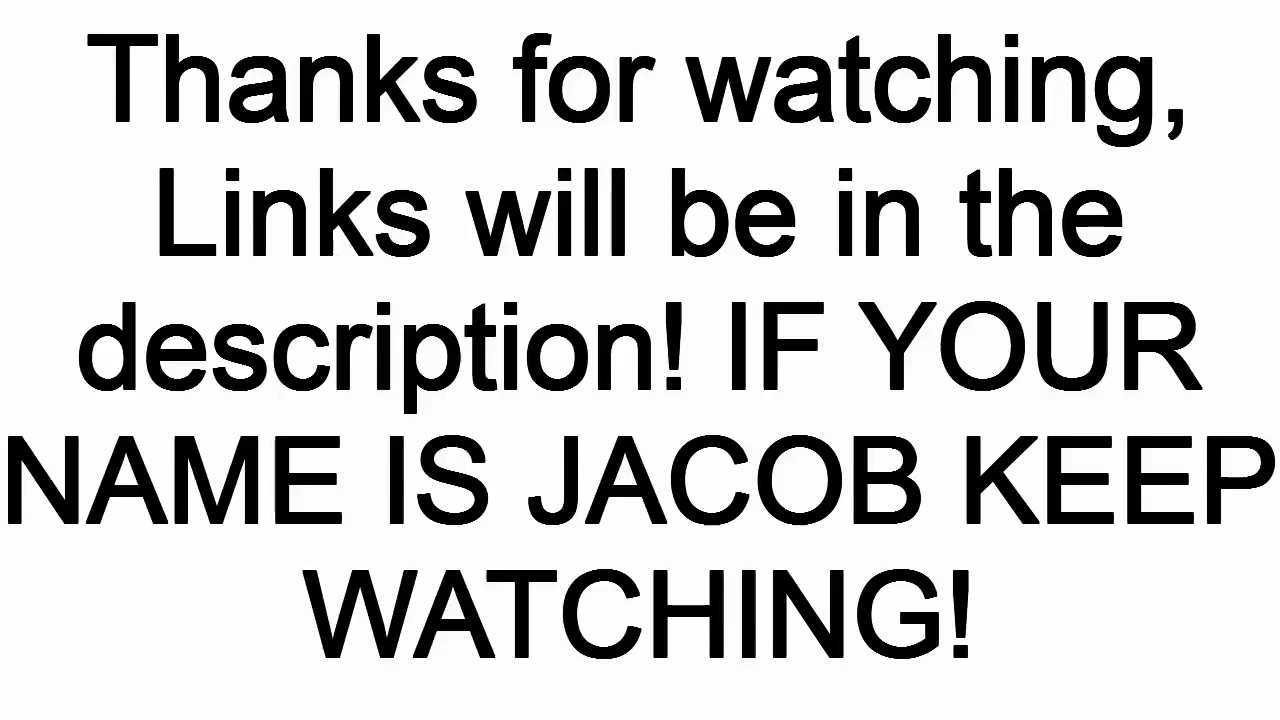 Thanks for watching,
Links will be in the
description! IF YOUR
NAME IS JACOB KEEP
WATCHING!